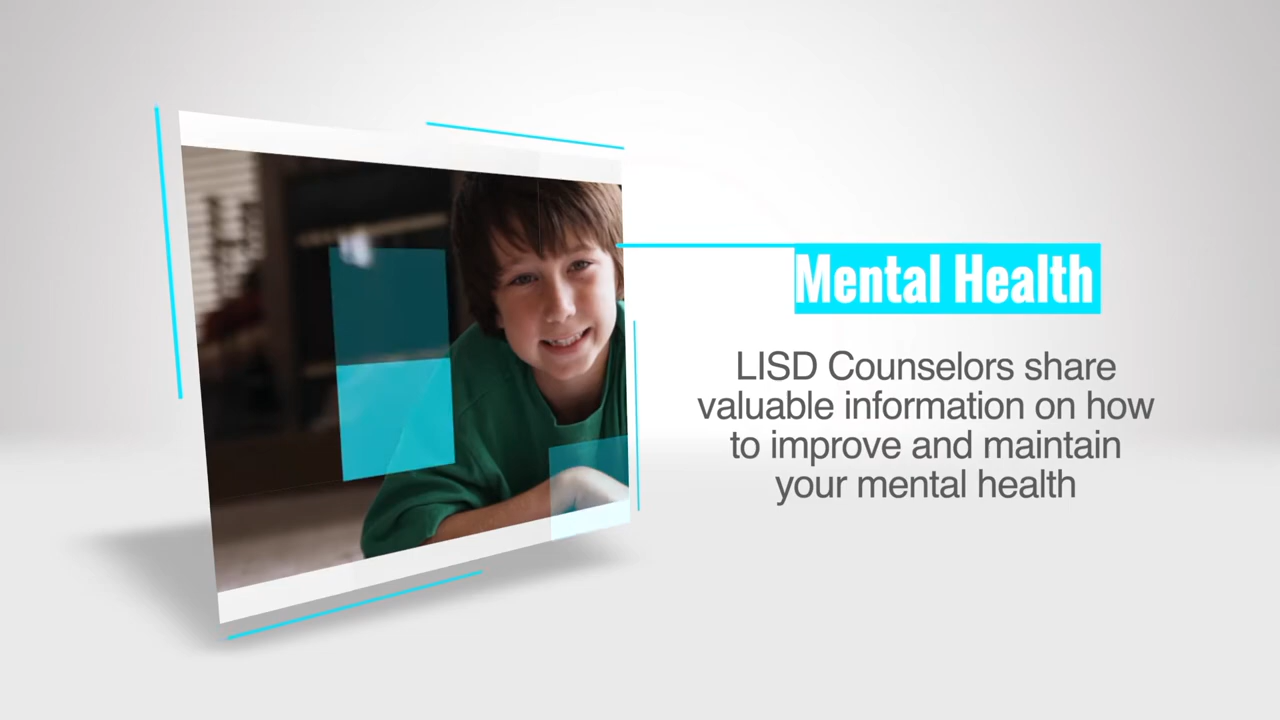 Mental Health
LISD Counselors share
valuable information on how
to improve and maintain
your mental health